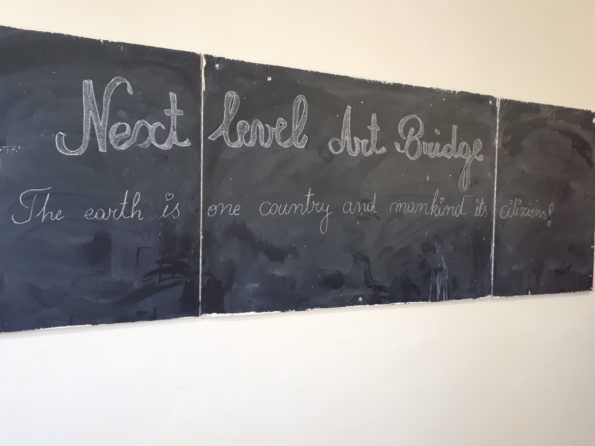 Next level Art Bridge
The earth is one country and mankind its citizens!